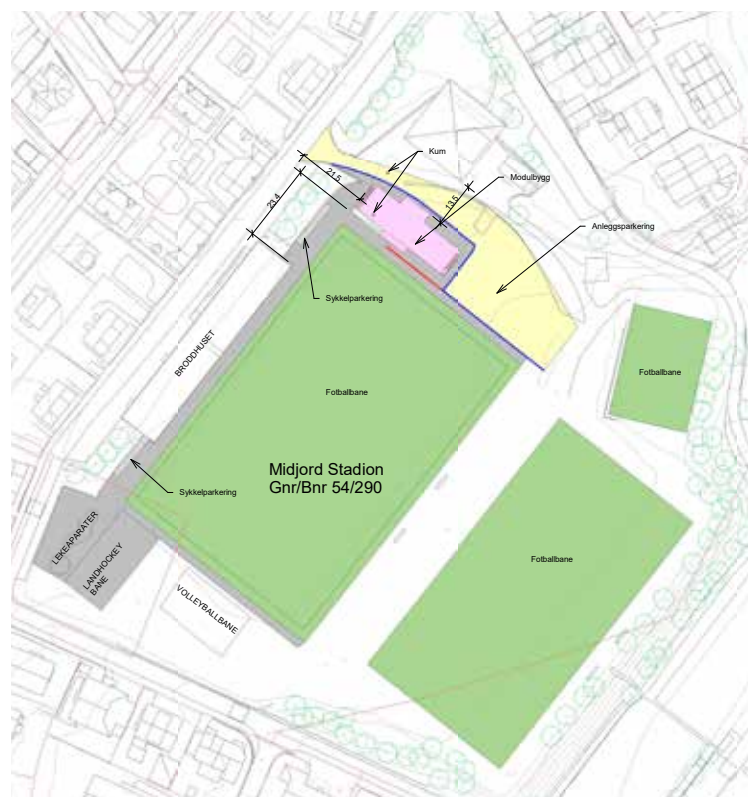 Kum
21.5
Modulbygg
23.4
13.5
Anleggsparkering
Sykkelparkering
BRODDHUSET
Fotballbane
Fotballbane
Midjord Stadion
Gnr/Bnr 54/290
Sykkelparkering
LEKEAPARATER
LANDHOCKEY
BANE
Fotballbane
VOLLEYBALLBANE